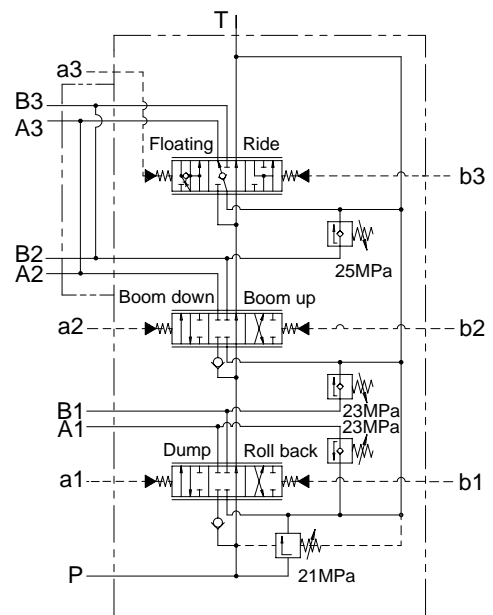 T
a3
B3
A3
Floating Ride
b3
B2
A2
25MPa
Boom down Boom up
a2
b2
B1
A1
23MPa
23MPa
Dump Roll back
a1
b1
P
21MPa